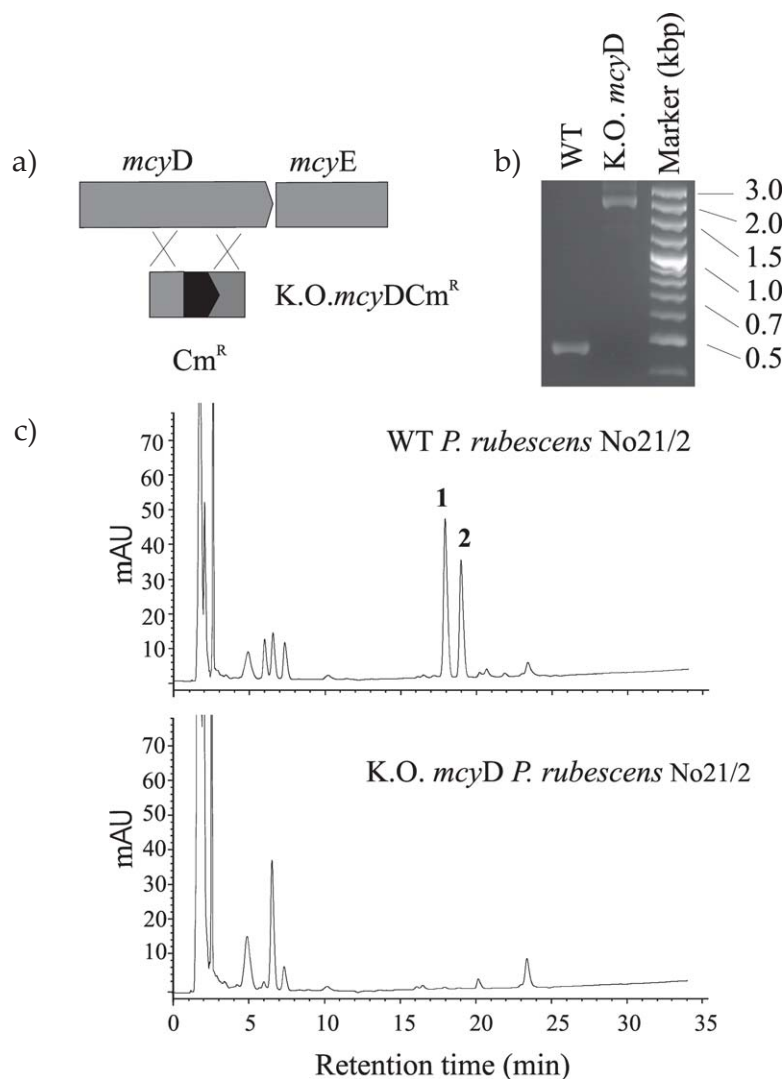 a)
mcyD
mcyE
K.O.mcyDCmᴿ
Cmᴿ
b)
WT
K.O. mcyD
Marker (kbp)
3.0
2.0
1.5
1.0
0.7
0.5
c)
WT P. rubescens No21/2
mAU
70
60
50
40
30
20
10
1
2
K.O. mcyD P. rubescens No21/2
mAU
70
60
50
40
30
20
10
0 5 10 15 20 25 30 35
Retention time (min)